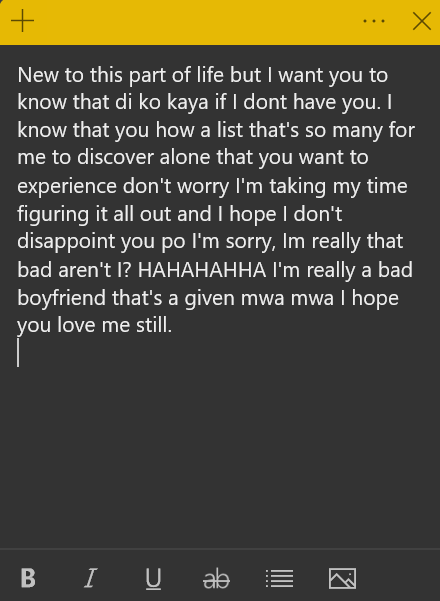 New to this part of life but I want you to
know that di ko kaya if I dont have you. I
know that you how a list that's so many for
me to discover alone that you want to
experience don't worry I'm taking my time
figuring it all out and I hope I don't
disappoint you po I'm sorry, Im really that
bad aren't I? HAHAHAHHA I'm really a bad
boyfriend that's a given mwa mwa I hope
you love me still.
B I U ab